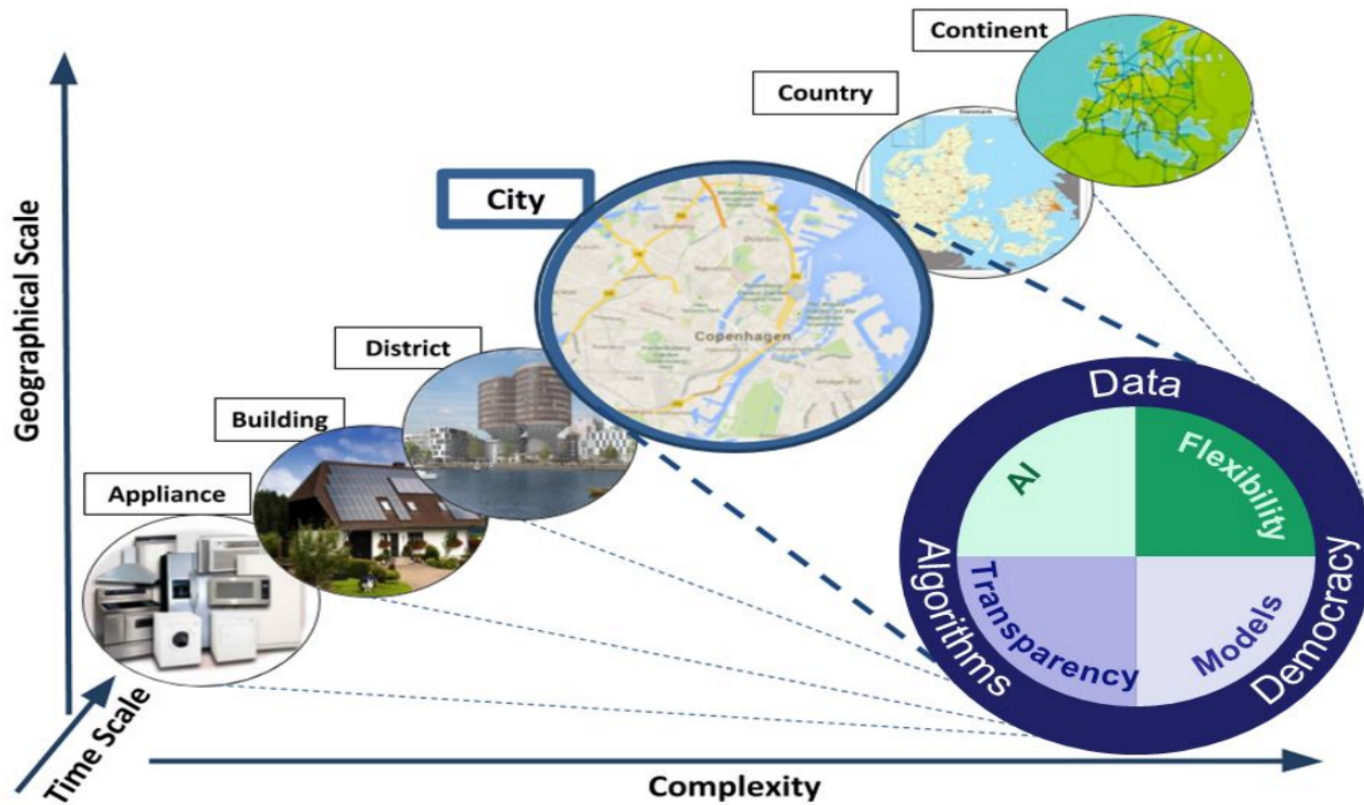 Continent
Country
City
District
Building
Appliance
Geographical Scale
Time Scale
Complexity
Denmark
Copenhagen
Data
Algorithms
Democracy
AI
Flexibility
Transparency
Models